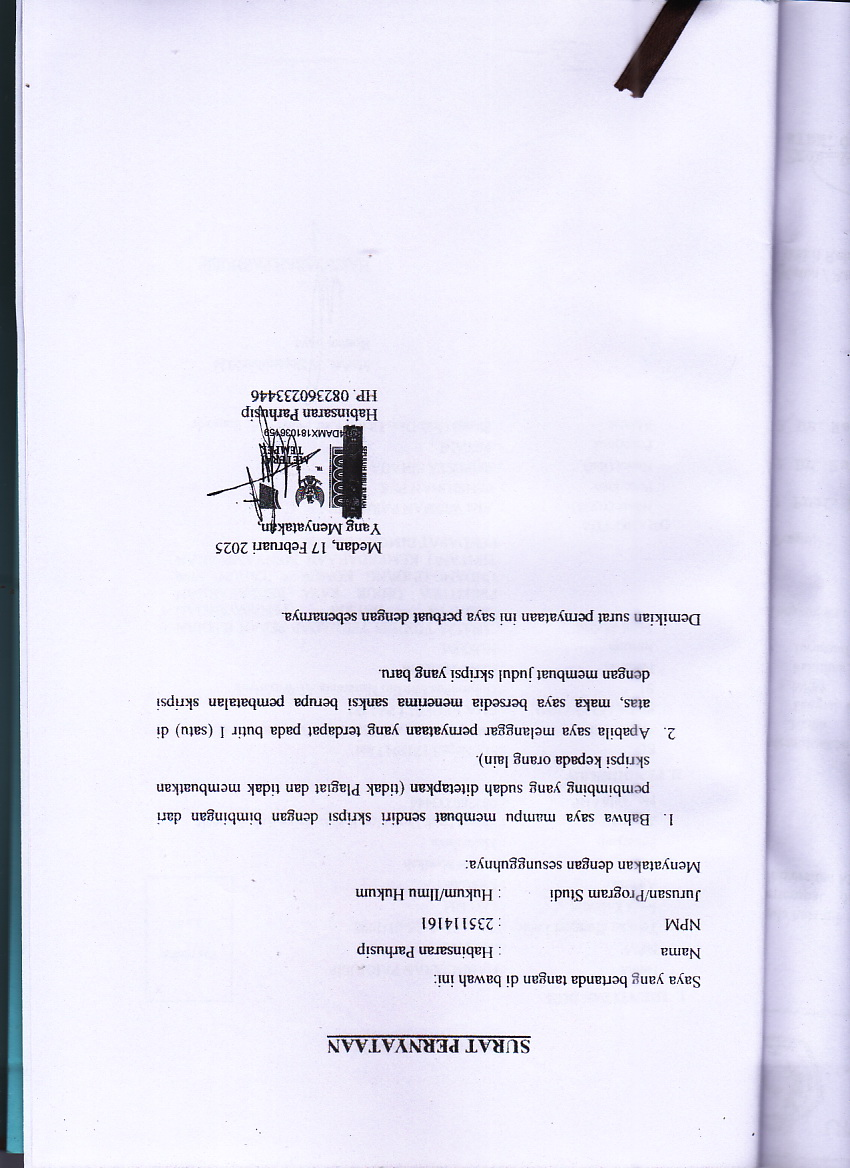 SURAT PERNYATAAN
Saya yang bertanda tangan di bawah ini:
Nama : Habinsaran Parhusip
NPM : 235114161
Jurusan/Program Studi : Hukum/Ilmu Hukum
Menyatakan dengan sesungguhnya:
1. Bahwa saya mampu membuat sendiri skripsi dengan bimbingan dari
pembimbing yang sudah ditetapkan (tidak Plagiat dan tidak membuatkan
skripsi kepada orang lain).
2. Apabila saya melanggar pernyataan yang terdapat pada butir 1 (satu) di
atas, maka saya bersedia menerima sanksi berupa pembatalan skripsi
dengan membuat judul skripsi yang baru.
Demikian surat pernyataan ini saya perbuat dengan sebenarnya.
Medan, 17 Februari 2025
Yang Menyatakan,
10000
METERAI
TEMPEL
Habinsaran Parhusip
HP. 082360233446